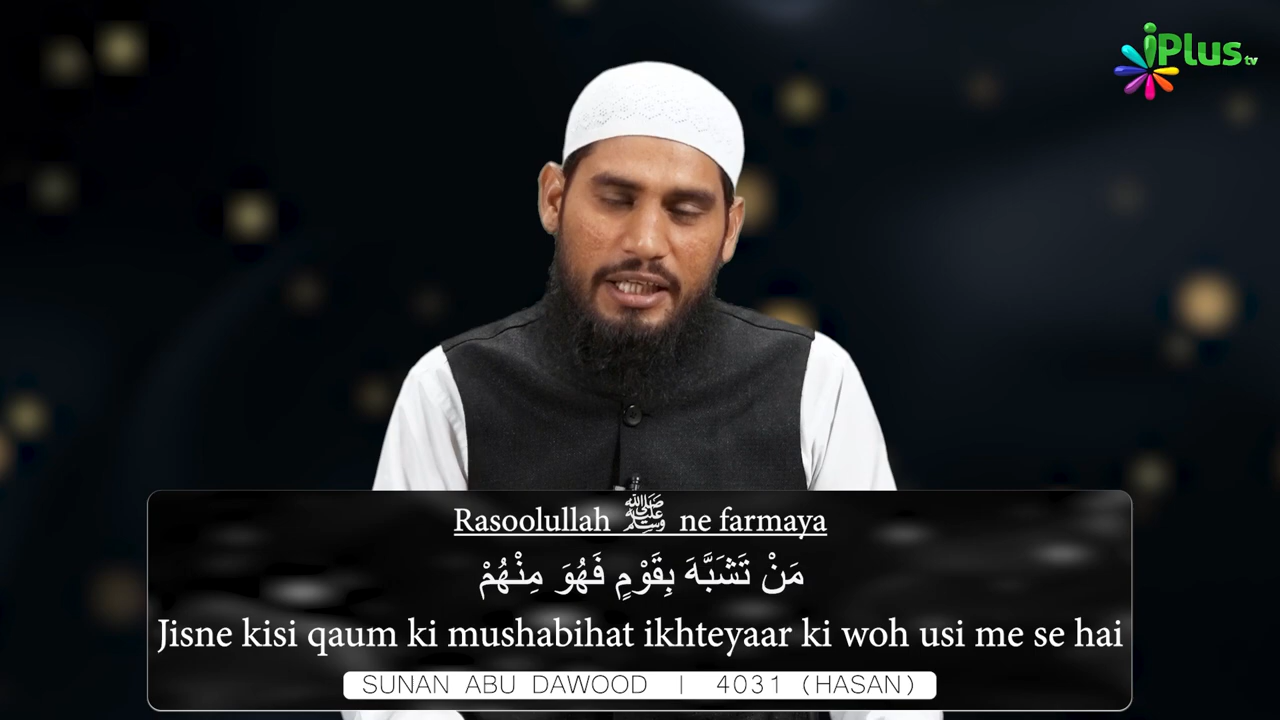 iPlus tv
Rasoolullah ﷺ ne farmaya
مَنْ تَشَبَّهَ بِقَوْمٍ فَهُوَ مِنْهُمْ
Jisne kisi qaum ki mushabihat ikhteyaar ki woh usi me se hai
SUNAN ABU DAWOOD | 4031 (HASAN)